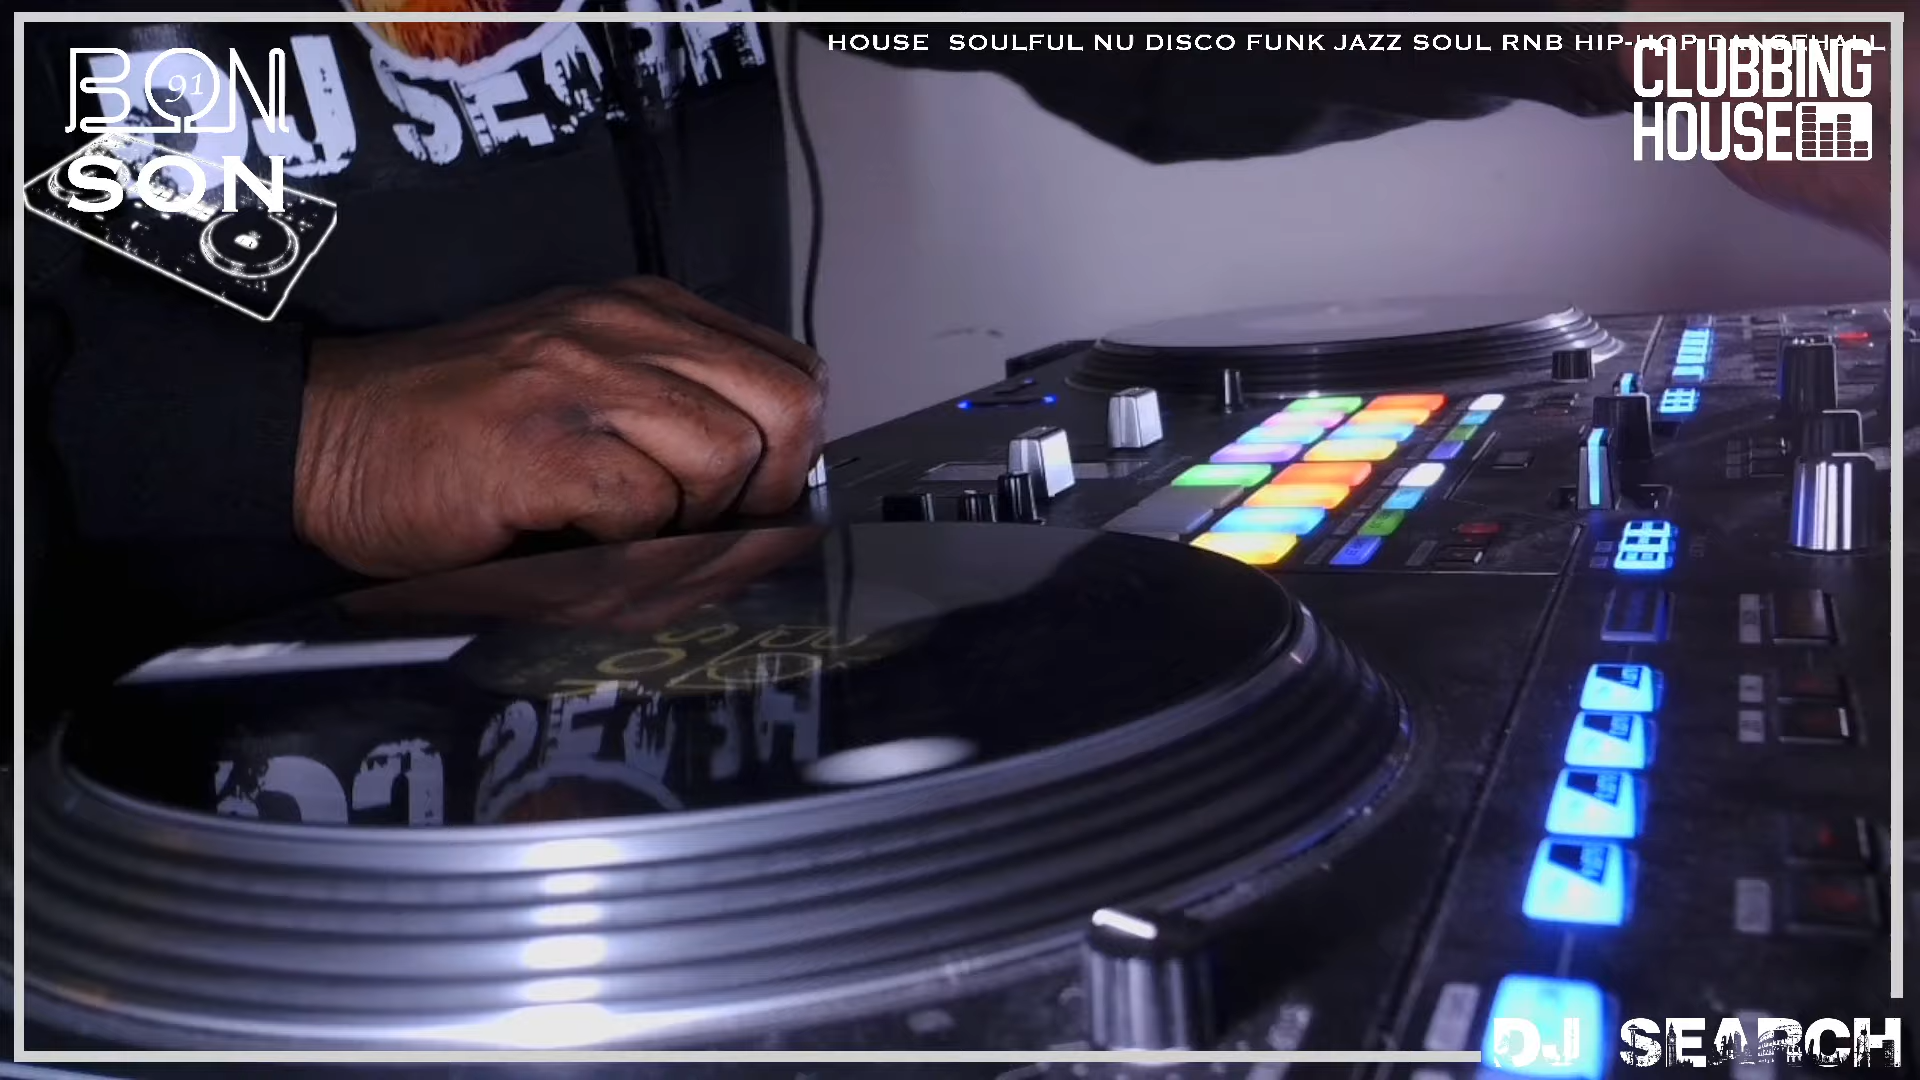 HOUSE  SOULFUL NU DISCO FUNK JAZZ SOUL RNB HIP-HOP DANCEHALL
BON
91
SON
CLUBBING
HOUSE
DJ SEARCH
DJ SEARCH